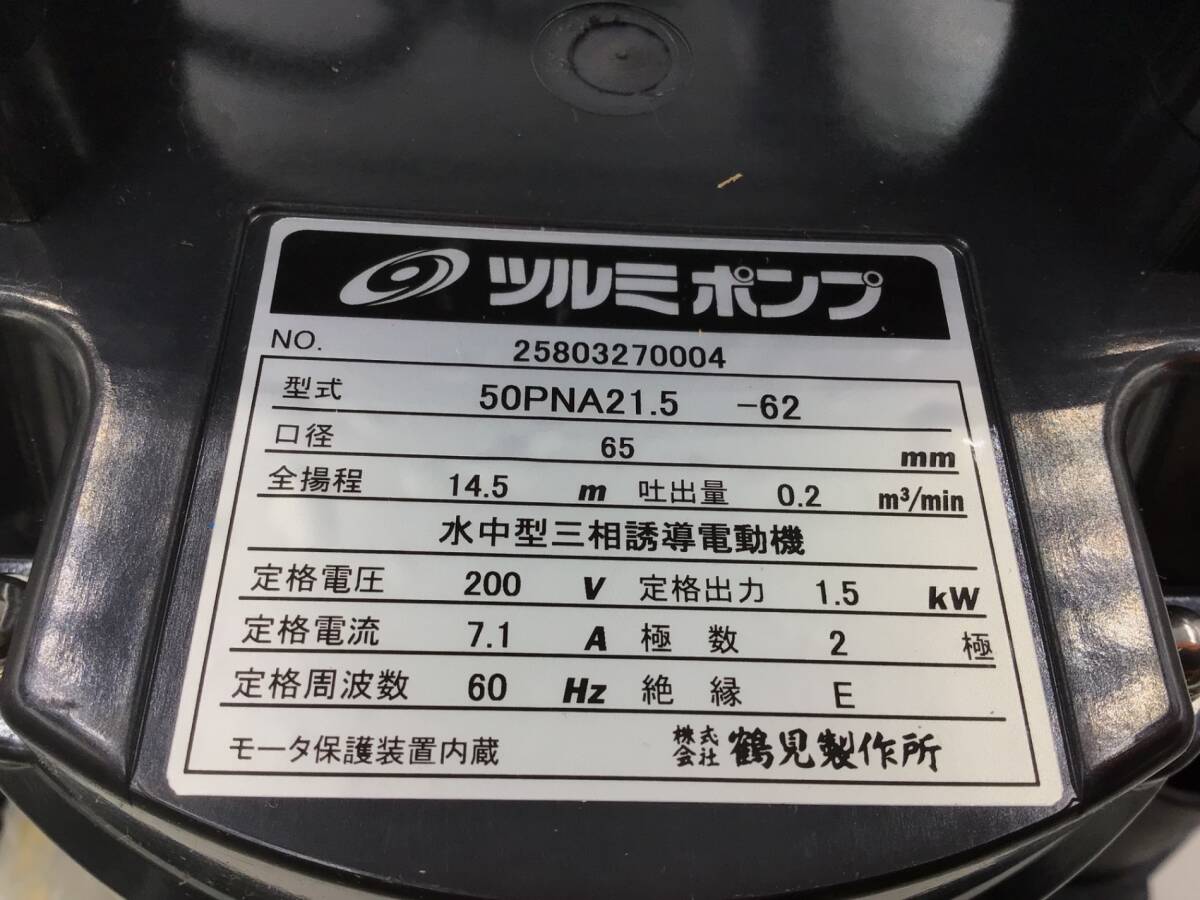 ツルミポンプ
NO. 25803270004
型式 50PNA21.5 -62
口径 65 mm
全揚程 14.5 m 吐出量 0.2 m³/min
水中型三相誘導電動機
定格電圧 200 V 定格出力 1.5 kW
定格電流 7.1 A 極数 2 極
定格周波数 60 Hz 絶縁 E
モータ保護装置内蔵 株式会社 鶴見製作所